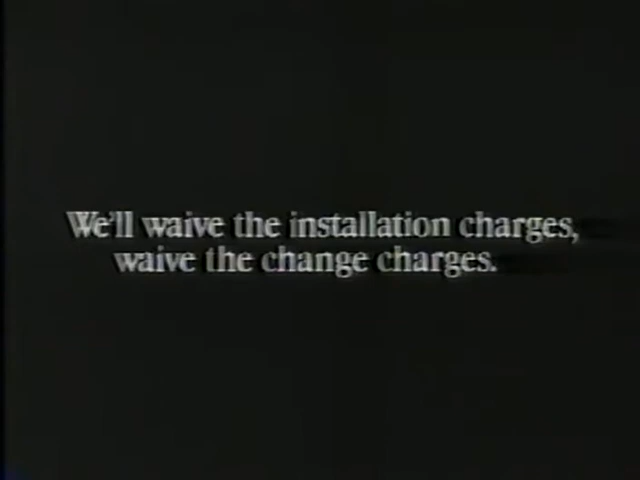 We'll waive the installation charges,
waive the change charges.